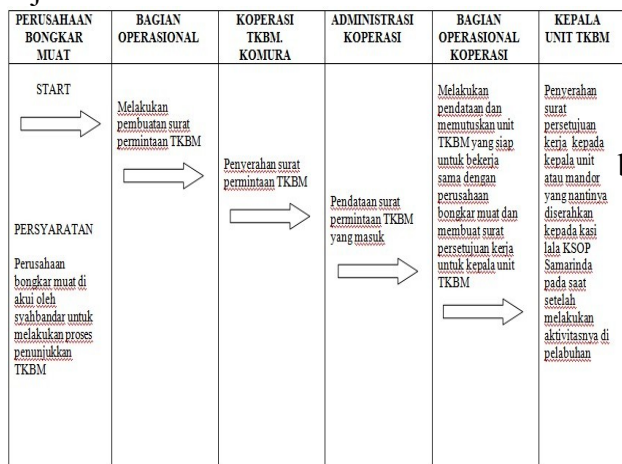 PERUSAHAAN
BONGKAR
MUAT
START
PERSYARATAN
Perusahaan
bongkar muat di
akui oleh
syahbandar untuk
melakukan proses
penunjukkan
TKBM
BAGIAN
OPERASIONAL
Melakukan
pembuatan surat
permintaan TKBM
KOPERASI
TKBM.
KOMURA
Penyerahan surat
permintaan TKBM
ADMINISTRASI
KOPERASI
Pendataan surat
permintaan TKBM
yang masuk
BAGIAN
OPERASIONAL
KOPERASI
Melakukan
pendataan dan
memutuskan unit
TKBM yang siap
untuk bekerja
sama dengan
perusahaan
bongkar muat dan
membuat surat
persetujuan kerja
untuk kepala unit
TKBM
KEPALA
UNIT TKBM
Penyerahan
surat
persetujuan
kerja kepada
kepala unit
atau mandor
yang nantinya
diserahkan
kepada kasi
lala KSOP
Samarinda
pada saat
setelah
melakukan
aktivitasnya di
pelabuhan